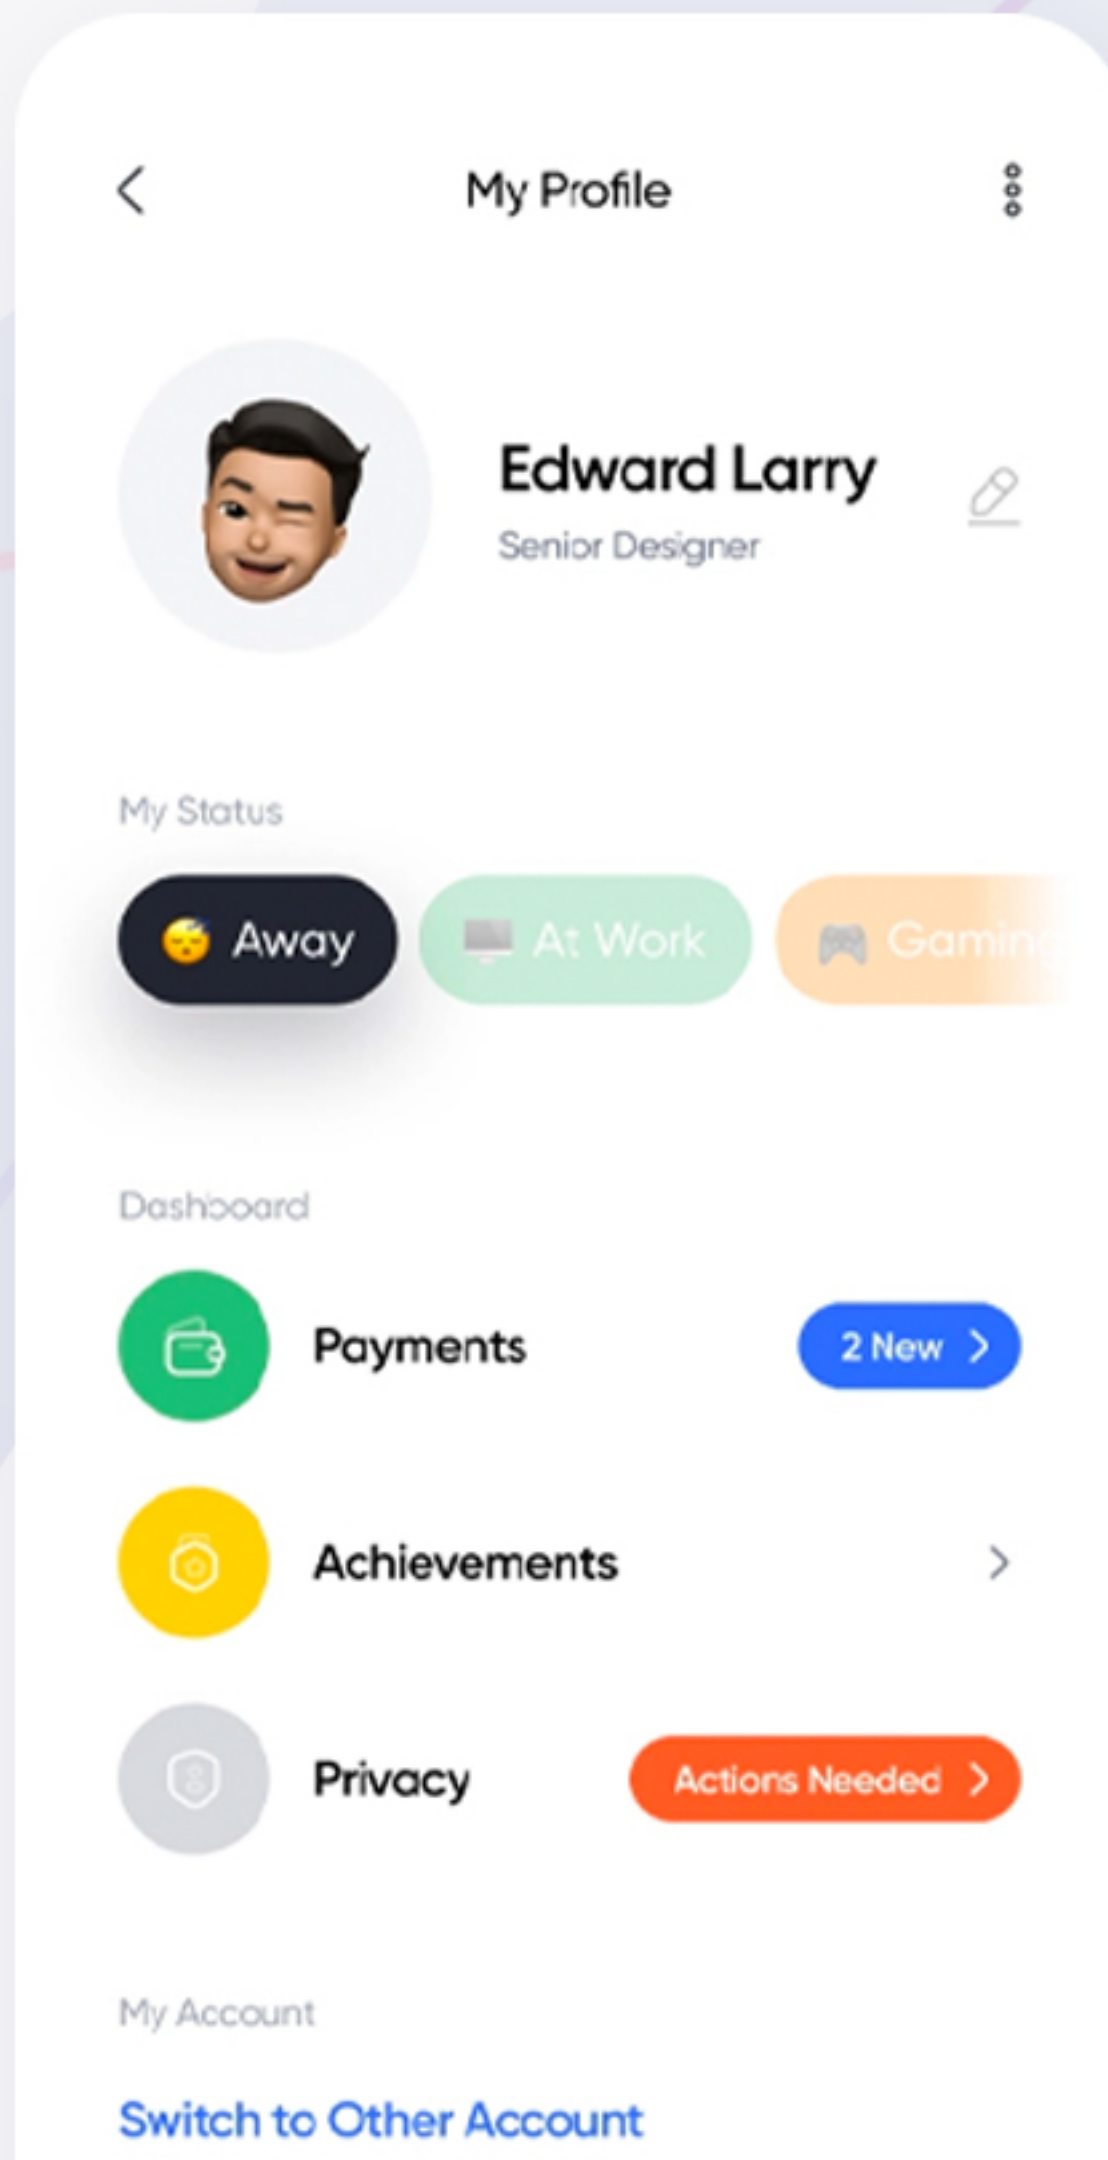 My Profile
Edward Larry
Senior Designer
My Status
Away
At Work
Gaming
Dashboard
Payments
2 New
Achievements
Privacy
Actions Needed
My Account
Switch to Other Account